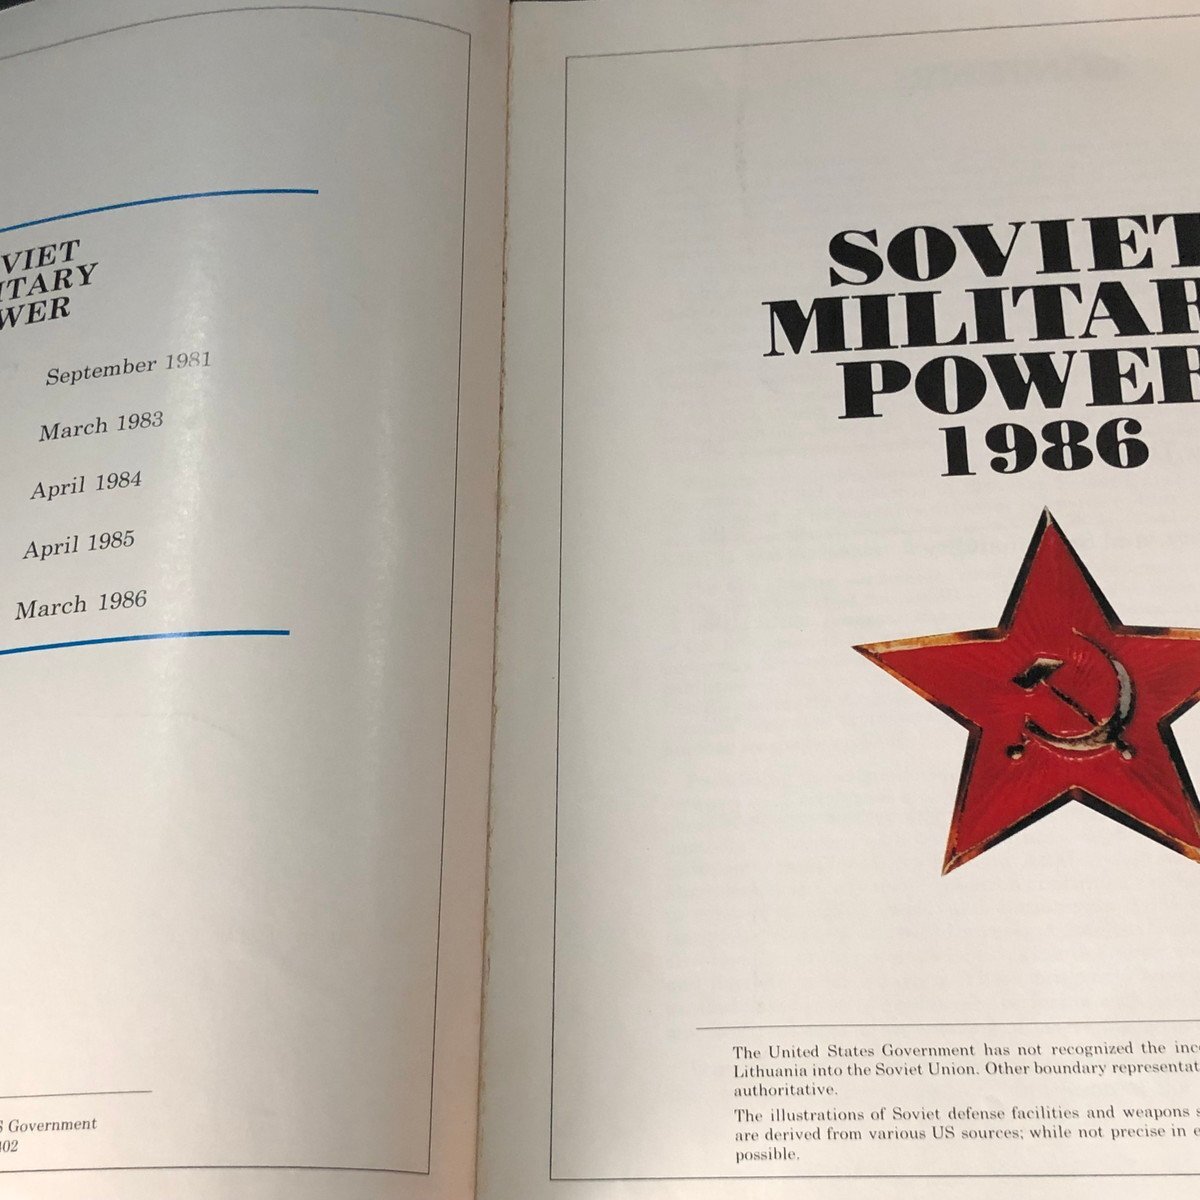 VIET
ITARY
WER
September 1981
March 1983
April 1984
April 1985
March 1986
S Government
402
SOVIET
MILITAR
POWER
1986
The United States Government has not recognized the inc
Lithuania into the Soviet Union. Other boundary representat
authoritative.
The illustrations of Soviet defense facilities and weapons s
are derived from various US sources; while not precise in e
possible.